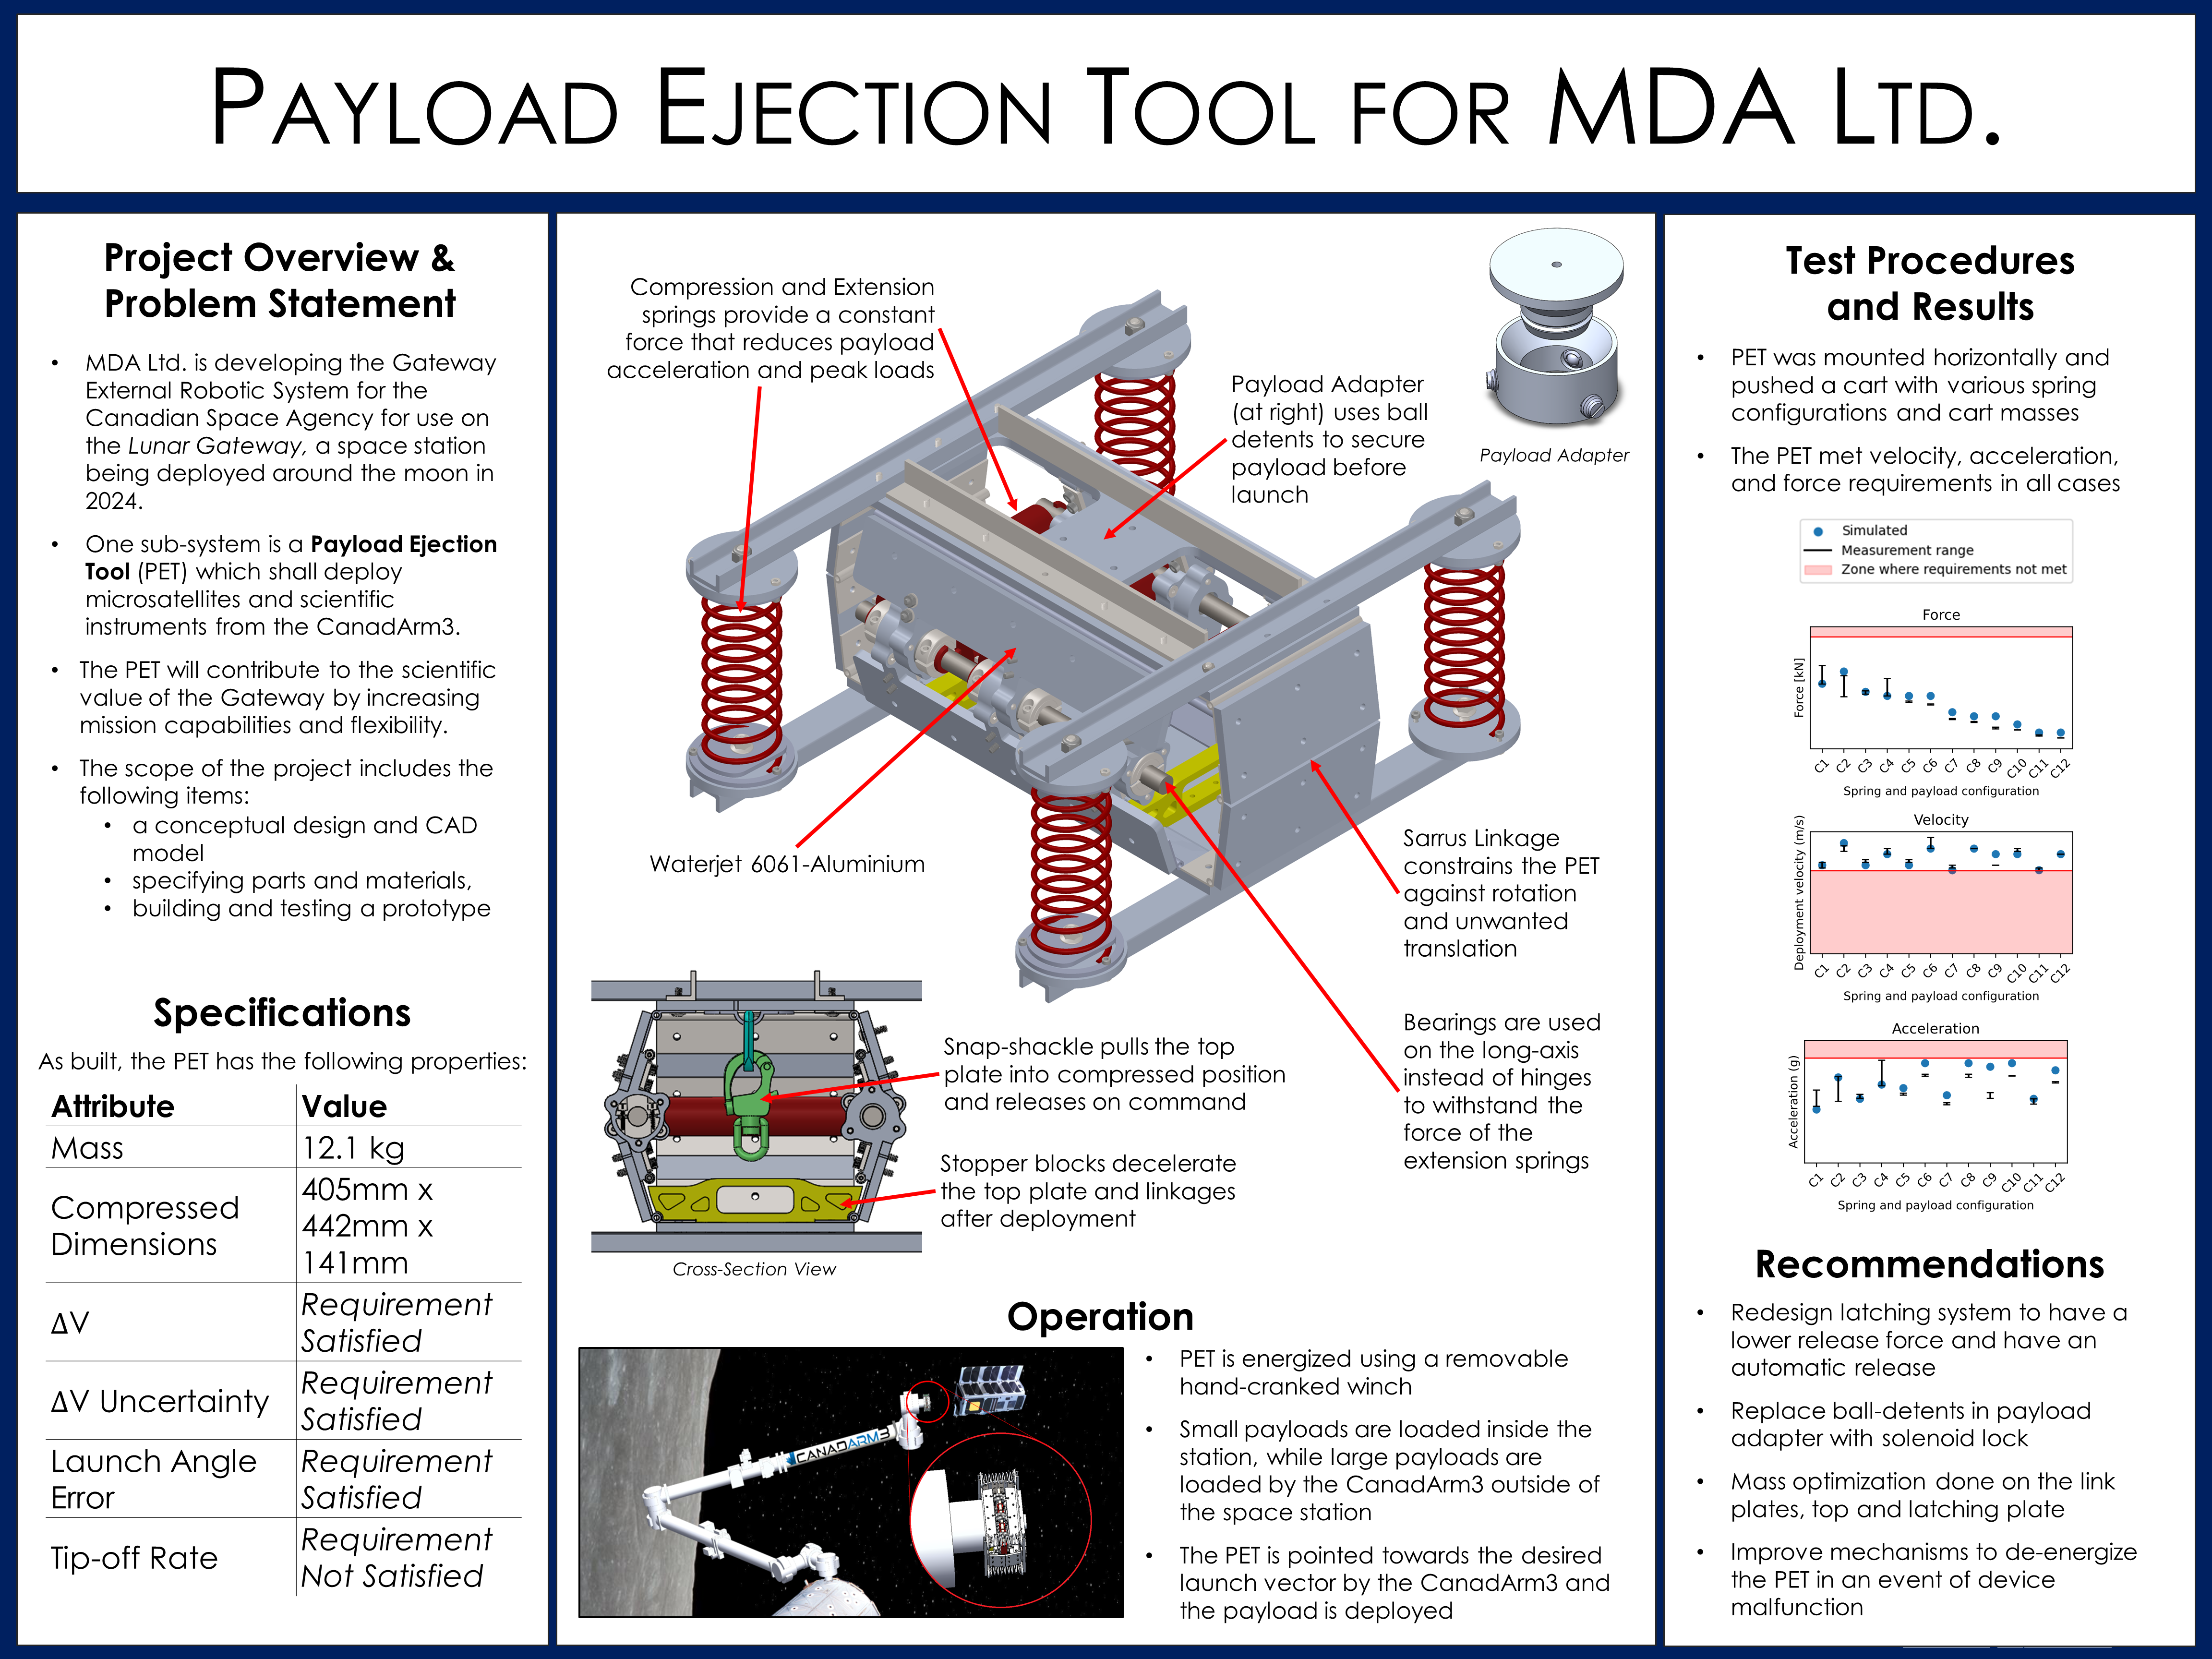 PAYLOAD EJECTION TOOL FOR MDA LTD.
Project Overview &
Problem Statement
• MDA Ltd. is developing the Gateway
External Robotic System for the
Canadian Space Agency for use on
the Lunar Gateway, a space station
being deployed around the moon in
2024.
• One sub-system is a Payload Ejection
Tool (PET) which shall deploy
microsatellites and scientific
instruments from the CanadArm3.
• The PET will contribute to the scientific
value of the Gateway by increasing
mission capabilities and flexibility.
• The scope of the project includes the
following items:
• a conceptual design and CAD
model
• specifying parts and materials,
• building and testing a prototype
Specifications
As built, the PET has the following properties:
Attribute Value
Mass 12.1 kg
Compressed
Dimensions
405mm x
442mm x
141mm
ΔV
Requirement
Satisfied
ΔV Uncertainty
Requirement
Satisfied
Launch Angle
Error
Requirement
Satisfied
Tip-off Rate
Requirement
Not Satisfied
Compression and Extension
springs provide a constant
force that reduces payload
acceleration and peak loads
Payload Adapter
(at right) uses ball
detents to secure
payload before
launch
Payload Adapter
Waterjet 6061-Aluminium
Sarrus Linkage
constrains the PET
against rotation
and unwanted
translation
Bearings are used
on the long-axis
instead of hinges
to withstand the
force of the
extension springs
Snap-shackle pulls the top
plate into compressed position
and releases on command
Stopper blocks decelerate
the top plate and linkages
after deployment
Cross-Section View
Operation
CANADARM3
• PET is energized using a removable
hand-cranked winch
• Small payloads are loaded inside the
station, while large payloads are
loaded by the CanadArm3 outside of
the space station
• The PET is pointed towards the desired
launch vector by the CanadArm3 and
the payload is deployed
Test Procedures
and Results
• PET was mounted horizontally and
pushed a cart with various spring
configurations and cart masses
• The PET met velocity, acceleration,
and force requirements in all cases
Simulated
Measurement range
Zone where requirements not met
Force
Force [kN]
C1 C2 C3 C4 C5 C6 C7 C8 C9 C10 C11 C12
Spring and payload configuration
Velocity
Deployment velocity (m/s)
C1 C2 C3 C4 C5 C6 C7 C8 C9 C10 C11 C12
Spring and payload configuration
Acceleration
Acceleration (g)
C1 C2 C3 C4 C5 C6 C7 C8 C9 C10 C11 C12
Spring and payload configuration
Recommendations
• Redesign latching system to have a
lower release force and have an
automatic release
• Replace ball-detents in payload
adapter with solenoid lock
• Mass optimization done on the link
plates, top and latching plate
• Improve mechanisms to de-energize
the PET in an event of device
malfunction